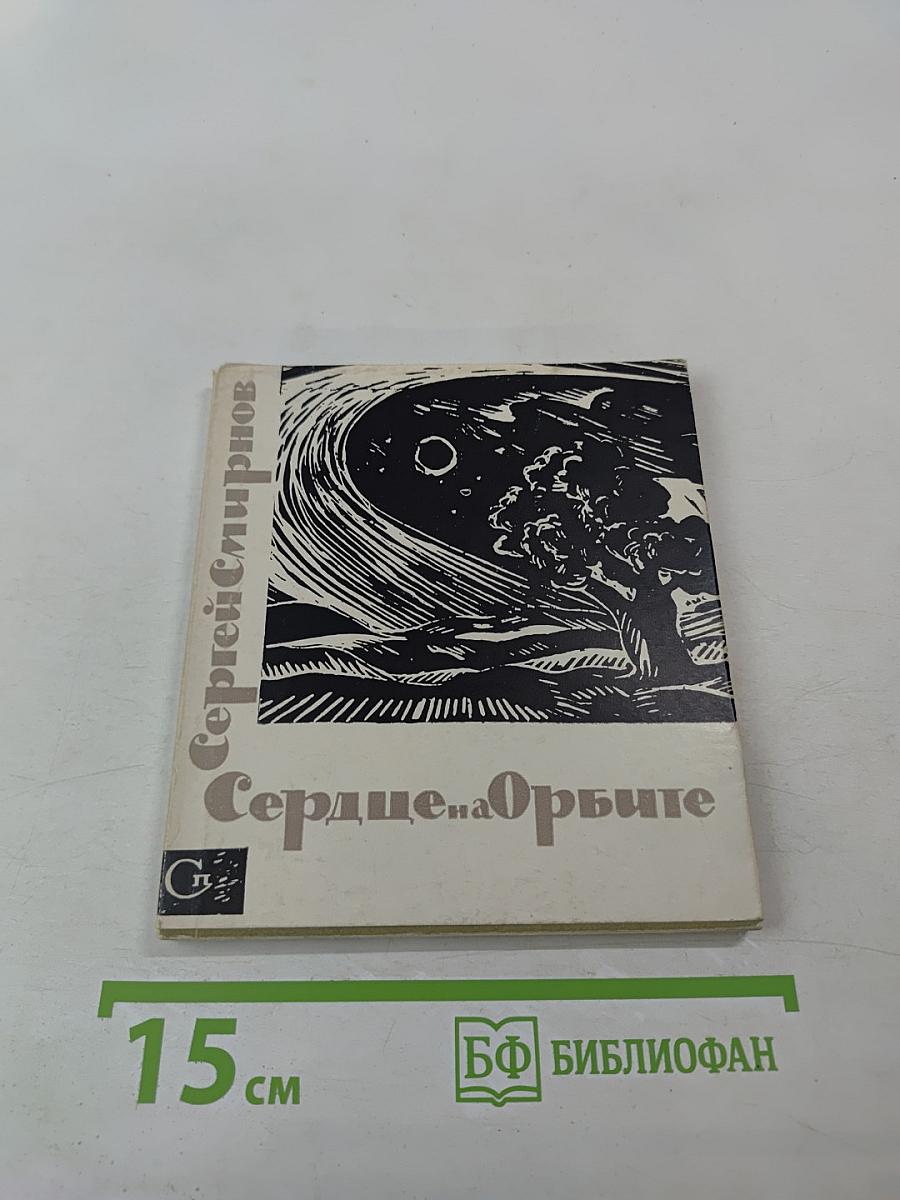 Сергей Смирнов
Сердце на Орбите
Сп
15 см
БФ БИБЛИОФАН